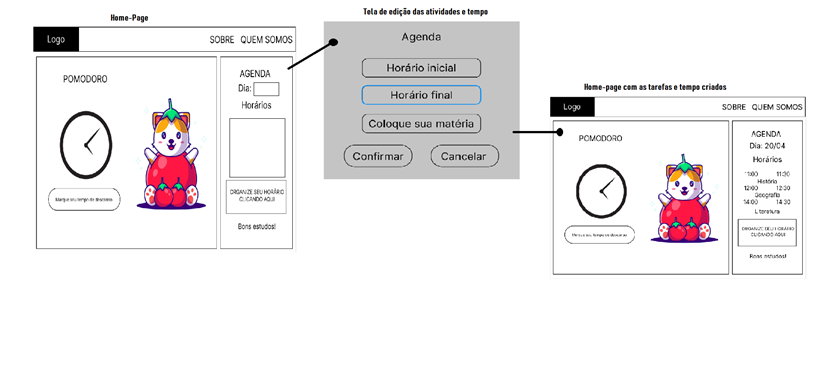 Home-Page
Logo
SOBRE QUEM SOMOS
POMODORO
Marque seu tempo de descanso
AGENDA
Dia:
Horários
ORGANIZE SEU HORÁRIO
CLICANDO AQUI
Bons estudos!
Tela de edição das atividades e tempo
Agenda
Horário inicial
Horário final
Coloque sua matéria
Confirmar Cancelar
Home-page com as tarefas e tempo criados
Logo
SOBRE QUEM SOMOS
POMODORO
Marque seu tempo de descanso
AGENDA
Dia: 20/04
Horários
11:00 11:30
História
12:00 12:30
Geografia
14:00 14:30
Literatura
ORGANIZE SEU HORÁRIO
CLICANDO AQUI
Bons estudos!